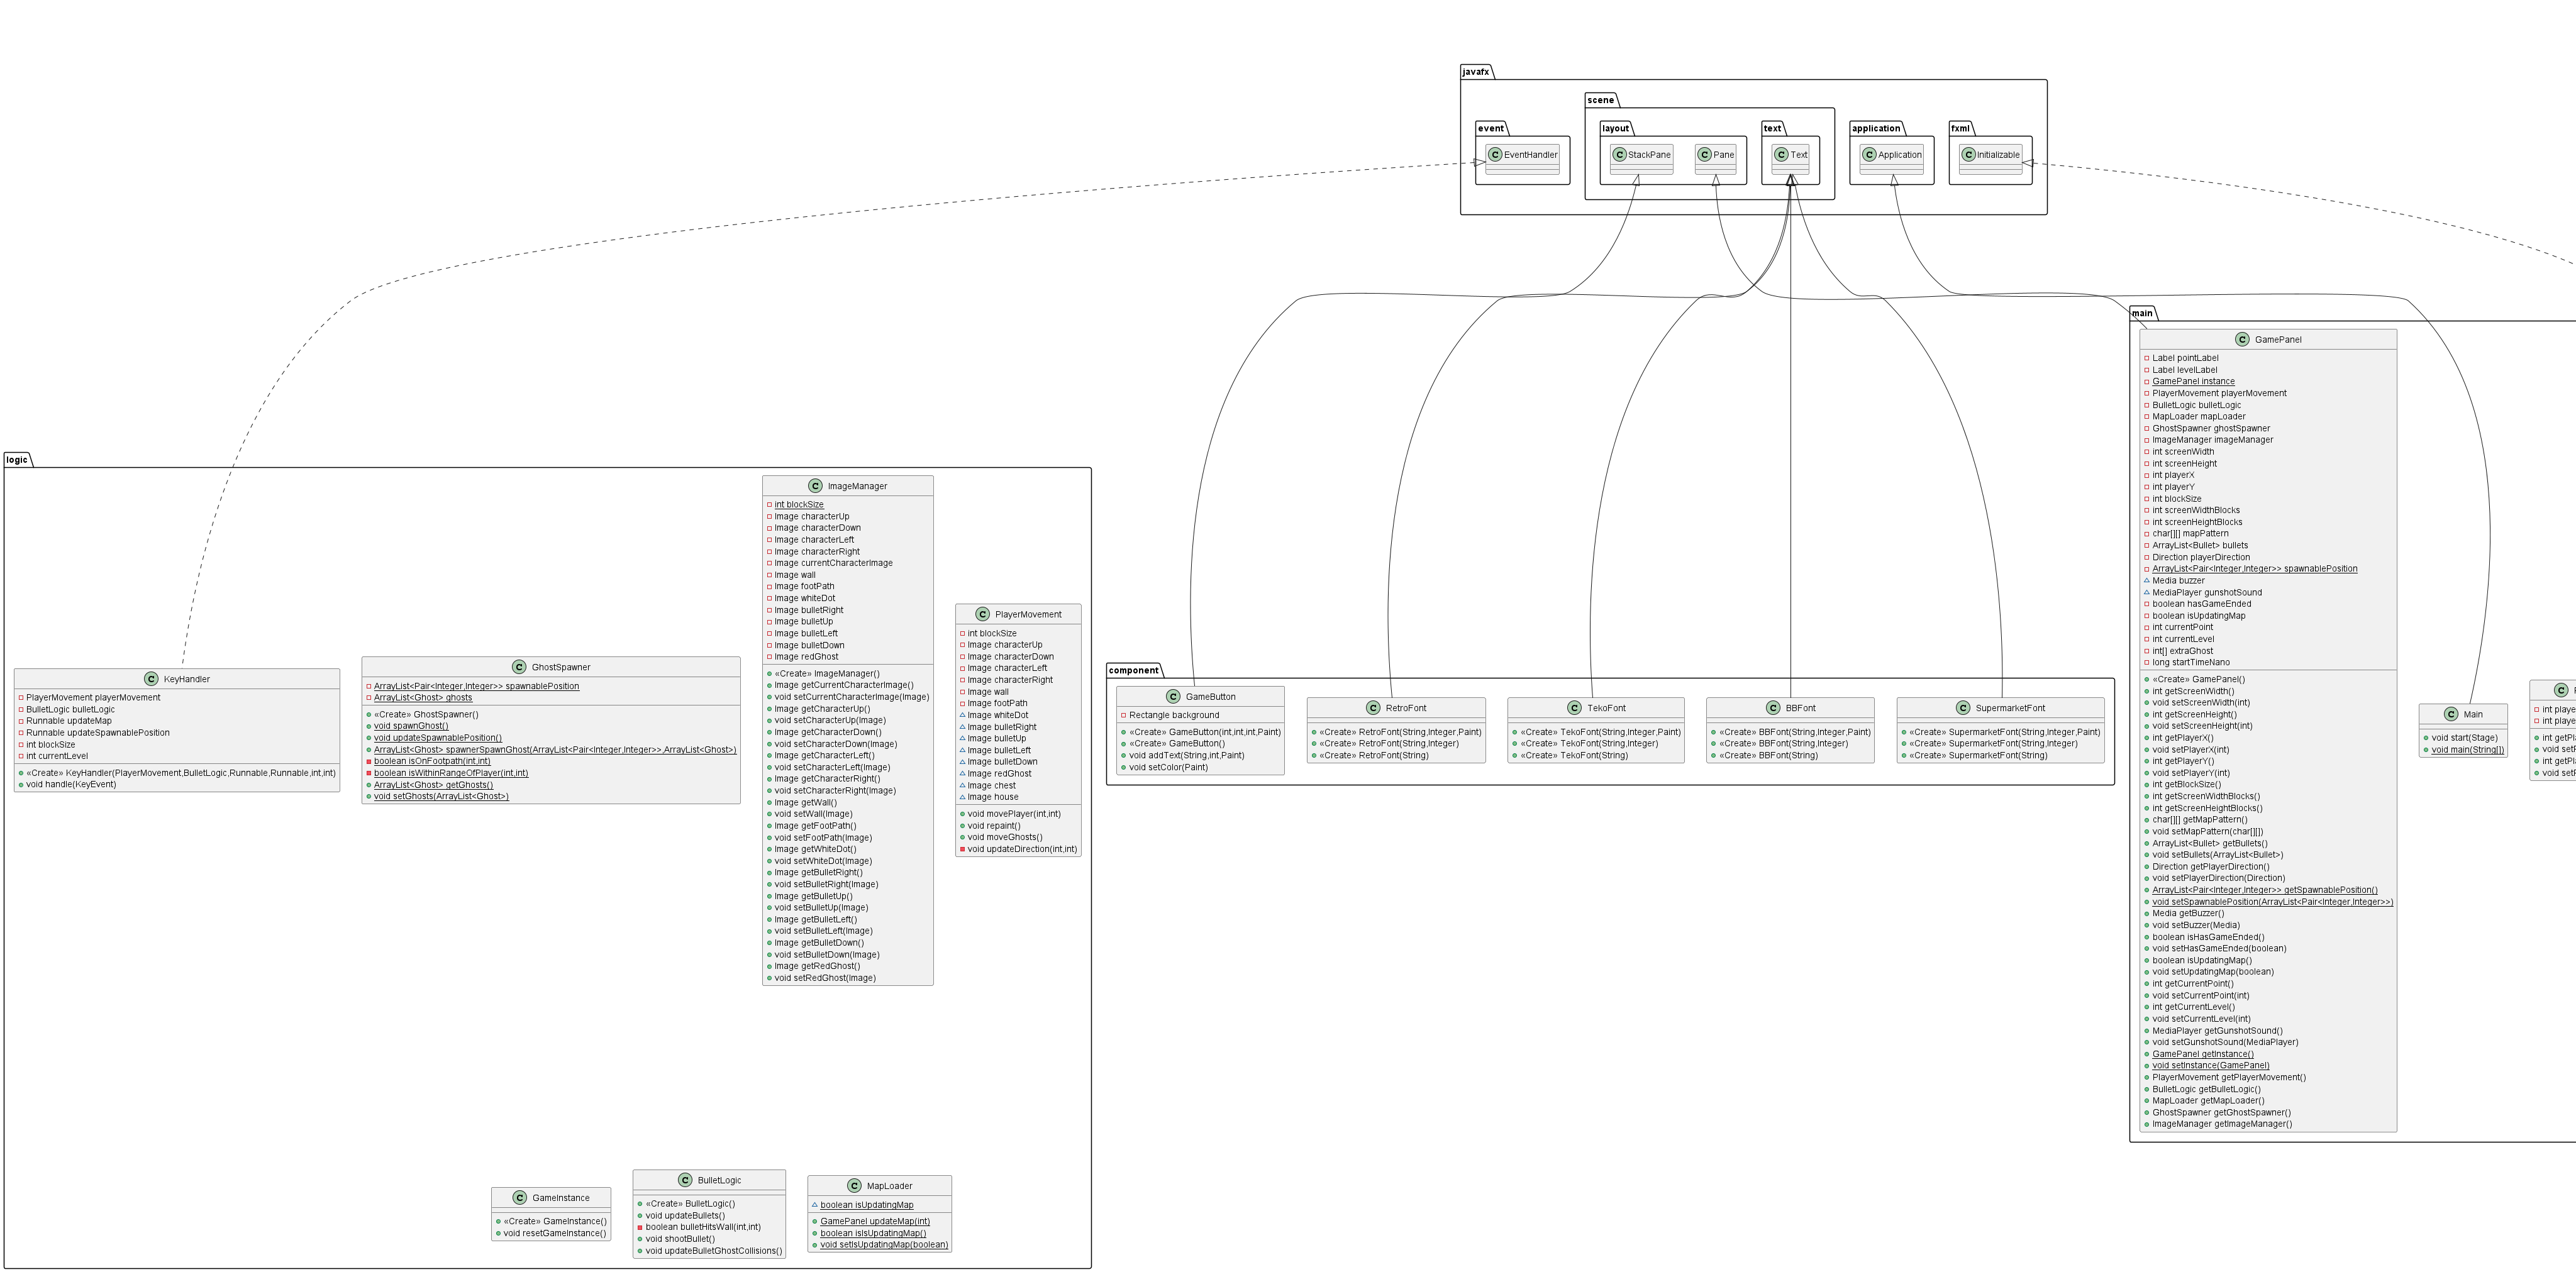 javafx
scene
event
layout
text
application
fxml
C EventHandler
C StackPane
C Pane
C Text
C Application
C Initializable
main
C GamePanel
Label pointLabel
Label levelLabel
GamePanel instance
PlayerMovement playerMovement
BulletLogic bulletLogic
MapLoader mapLoader
GhostSpawner ghostSpawner
ImageManager imageManager
int screenWidth
int screenHeight
int playerX
int playerY
int blockSize
int screenWidthBlocks
int screenHeightBlocks
char[][] mapPattern
ArrayList<Bullet> bullets
Direction playerDirection
ArrayList<Pair<Integer,Integer>> spawnablePosition
Media buzzer
MediaPlayer gunshotSound
boolean hasGameEnded
boolean isUpdatingMap
int currentPoint
int currentLevel
int[] extraGhost
long startTimeNano
«Create» GamePanel()
int getScreenWidth()
void setScreenWidth(int)
int getScreenHeight()
void setScreenHeight(int)
int getPlayerX()
void setPlayerX(int)
int getPlayerY()
void setPlayerY(int)
int getBlockSize()
int getScreenWidthBlocks()
int getScreenHeightBlocks()
char[][] getMapPattern()
void setMapPattern(char[][])
ArrayList<Bullet> getBullets()
void setBullets(ArrayList<Bullet>)
Direction getPlayerDirection()
void setPlayerDirection(Direction)
ArrayList<Pair<Integer,Integer>> getSpawnablePosition()
void setSpawnablePosition(ArrayList<Pair<Integer,Integer>>)
Media getBuzzer()
void setBuzzer(Media)
boolean isHasGameEnded()
void setHasGameEnded(boolean)
boolean isUpdatingMap()
void setUpdatingMap(boolean)
int getCurrentPoint()
void setCurrentPoint(int)
int getCurrentLevel()
void setCurrentLevel(int)
MediaPlayer getGunshotSound()
void setGunshotSound(MediaPlayer)
GamePanel getInstance()
void setInstance(GamePanel)
PlayerMovement getPlayerMovement()
BulletLogic getBulletLogic()
MapLoader getMapLoader()
GhostSpawner getGhostSpawner()
ImageManager getImageManager()
C Main
void start(Stage)
void main(String[])
C
int playe
int playe
int getPla
void setP
int getPla
void setP
logic
C KeyHandler
PlayerMovement playerMovement
BulletLogic bulletLogic
Runnable updateMap
Runnable updateSpawnablePosition
int blockSize
int currentLevel
«Create» KeyHandler(PlayerMovement,BulletLogic,Runnable,Runnable,int,int)
void handle(KeyEvent)
C GhostSpawner
ArrayList<Pair<Integer,Integer>> spawnablePosition
ArrayList<Ghost> ghosts
«Create» GhostSpawner()
void spawnGhost()
void updateSpawnablePosition()
ArrayList<Ghost> spawnerSpawnGhost(ArrayList<Pair<Integer,Integer>>,ArrayList<Ghost>)
boolean isOnFootpath(int,int)
boolean isWithinRangeOfPlayer(int,int)
ArrayList<Ghost> getGhosts()
void setGhosts(ArrayList<Ghost>)
C ImageManager
int blockSize
Image characterUp
Image characterDown
Image characterLeft
Image characterRight
Image currentCharacterImage
Image wall
Image footPath
Image whiteDot
Image bulletRight
Image bulletUp
Image bulletLeft
Image bulletDown
Image redGhost
«Create» ImageManager()
Image getCurrentCharacterImage()
void setCurrentCharacterImage(Image)
Image getCharacterUp()
void setCharacterUp(Image)
Image getCharacterDown()
void setCharacterDown(Image)
Image getCharacterLeft()
void setCharacterLeft(Image)
Image getCharacterRight()
void setCharacterRight(Image)
Image getWall()
void setWall(Image)
Image getFootPath()
void setFootPath(Image)
Image getWhiteDot()
void setWhiteDot(Image)
Image getBulletRight()
void setBulletRight(Image)
Image getBulletUp()
void setBulletUp(Image)
Image getBulletLeft()
void setBulletLeft(Image)
Image getBulletDown()
void setBulletDown(Image)
Image getRedGhost()
void setRedGhost(Image)
C PlayerMovement
int blockSize
Image characterUp
Image characterDown
Image characterLeft
Image characterRight
Image wall
Image footPath
Image whiteDot
Image bulletRight
Image bulletUp
Image bulletLeft
Image bulletDown
Image redGhost
Image chest
Image house
void movePlayer(int,int)
void repaint()
void moveGhosts()
void updateDirection(int,int)
C GameInstance
«Create» GameInstance()
void resetGameInstance()
C BulletLogic
«Create» BulletLogic()
void updateBullets()
boolean bulletHitsWall(int,int)
void shootBullet()
void updateBulletGhostCollisions()
C MapLoader
boolean isUpdatingMap
GamePanel updateMap(int)
boolean isIsUpdatingMap()
void setIsUpdatingMap(boolean)
component
C GameButton
Rectangle background
«Create» GameButton(int,int,int,Paint)
«Create» GameButton()
void addText(String,int,Paint)
void setColor(Paint)
C RetroFont
«Create» RetroFont(String,Integer,Paint)
«Create» RetroFont(String,Integer)
«Create» RetroFont(String)
C TekoFont
«Create» TekoFont(String,Integer,Paint)
«Create» TekoFont(String,Integer)
«Create» TekoFont(String)
C BBFont
«Create» BBFont(String,Integer,Paint)
«Create» BBFont(String,Integer)
«Create» BBFont(String)
C SupermarketFont
«Create» SupermarketFont(String,Integer,Paint)
«Create» SupermarketFont(String,Integer)
«Create» SupermarketFont(String)